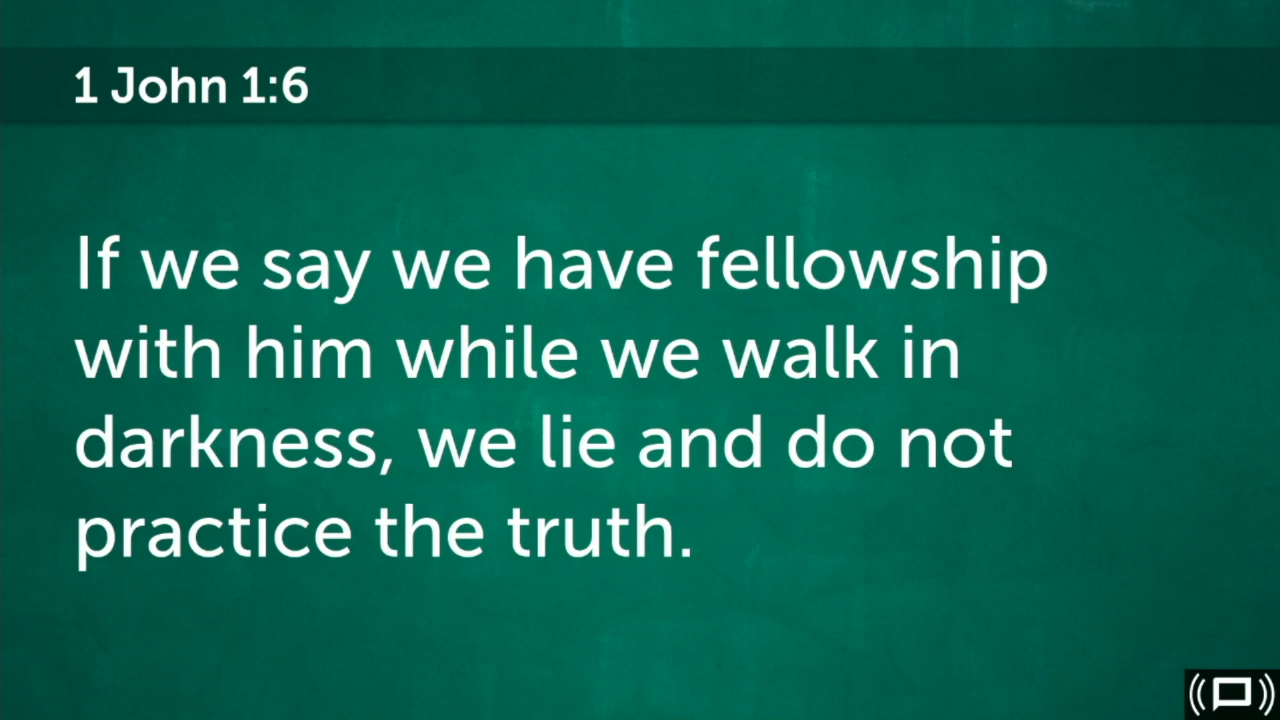 1 John 1:6
If we say we have fellowship
with him while we walk in
darkness, we lie and do not
practice the truth.